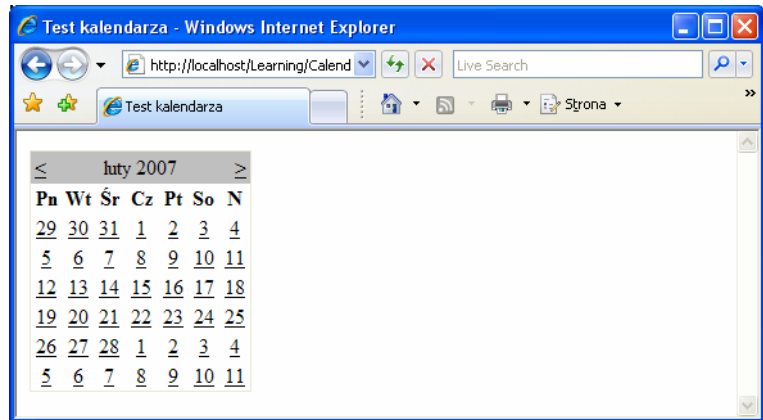 Test kalendarza - Windows Internet Explorer
http://localhost/Learning/Calend
Live Search
Test kalendarza
Strona
»
< luty 2007 >
Pn Wt Śr Cz Pt So N
29 30 31 1 2 3 4
5 6 7 8 9 10 11
12 13 14 15 16 17 18
19 20 21 22 23 24 25
26 27 28 1 2 3 4
5 6 7 8 9 10 11